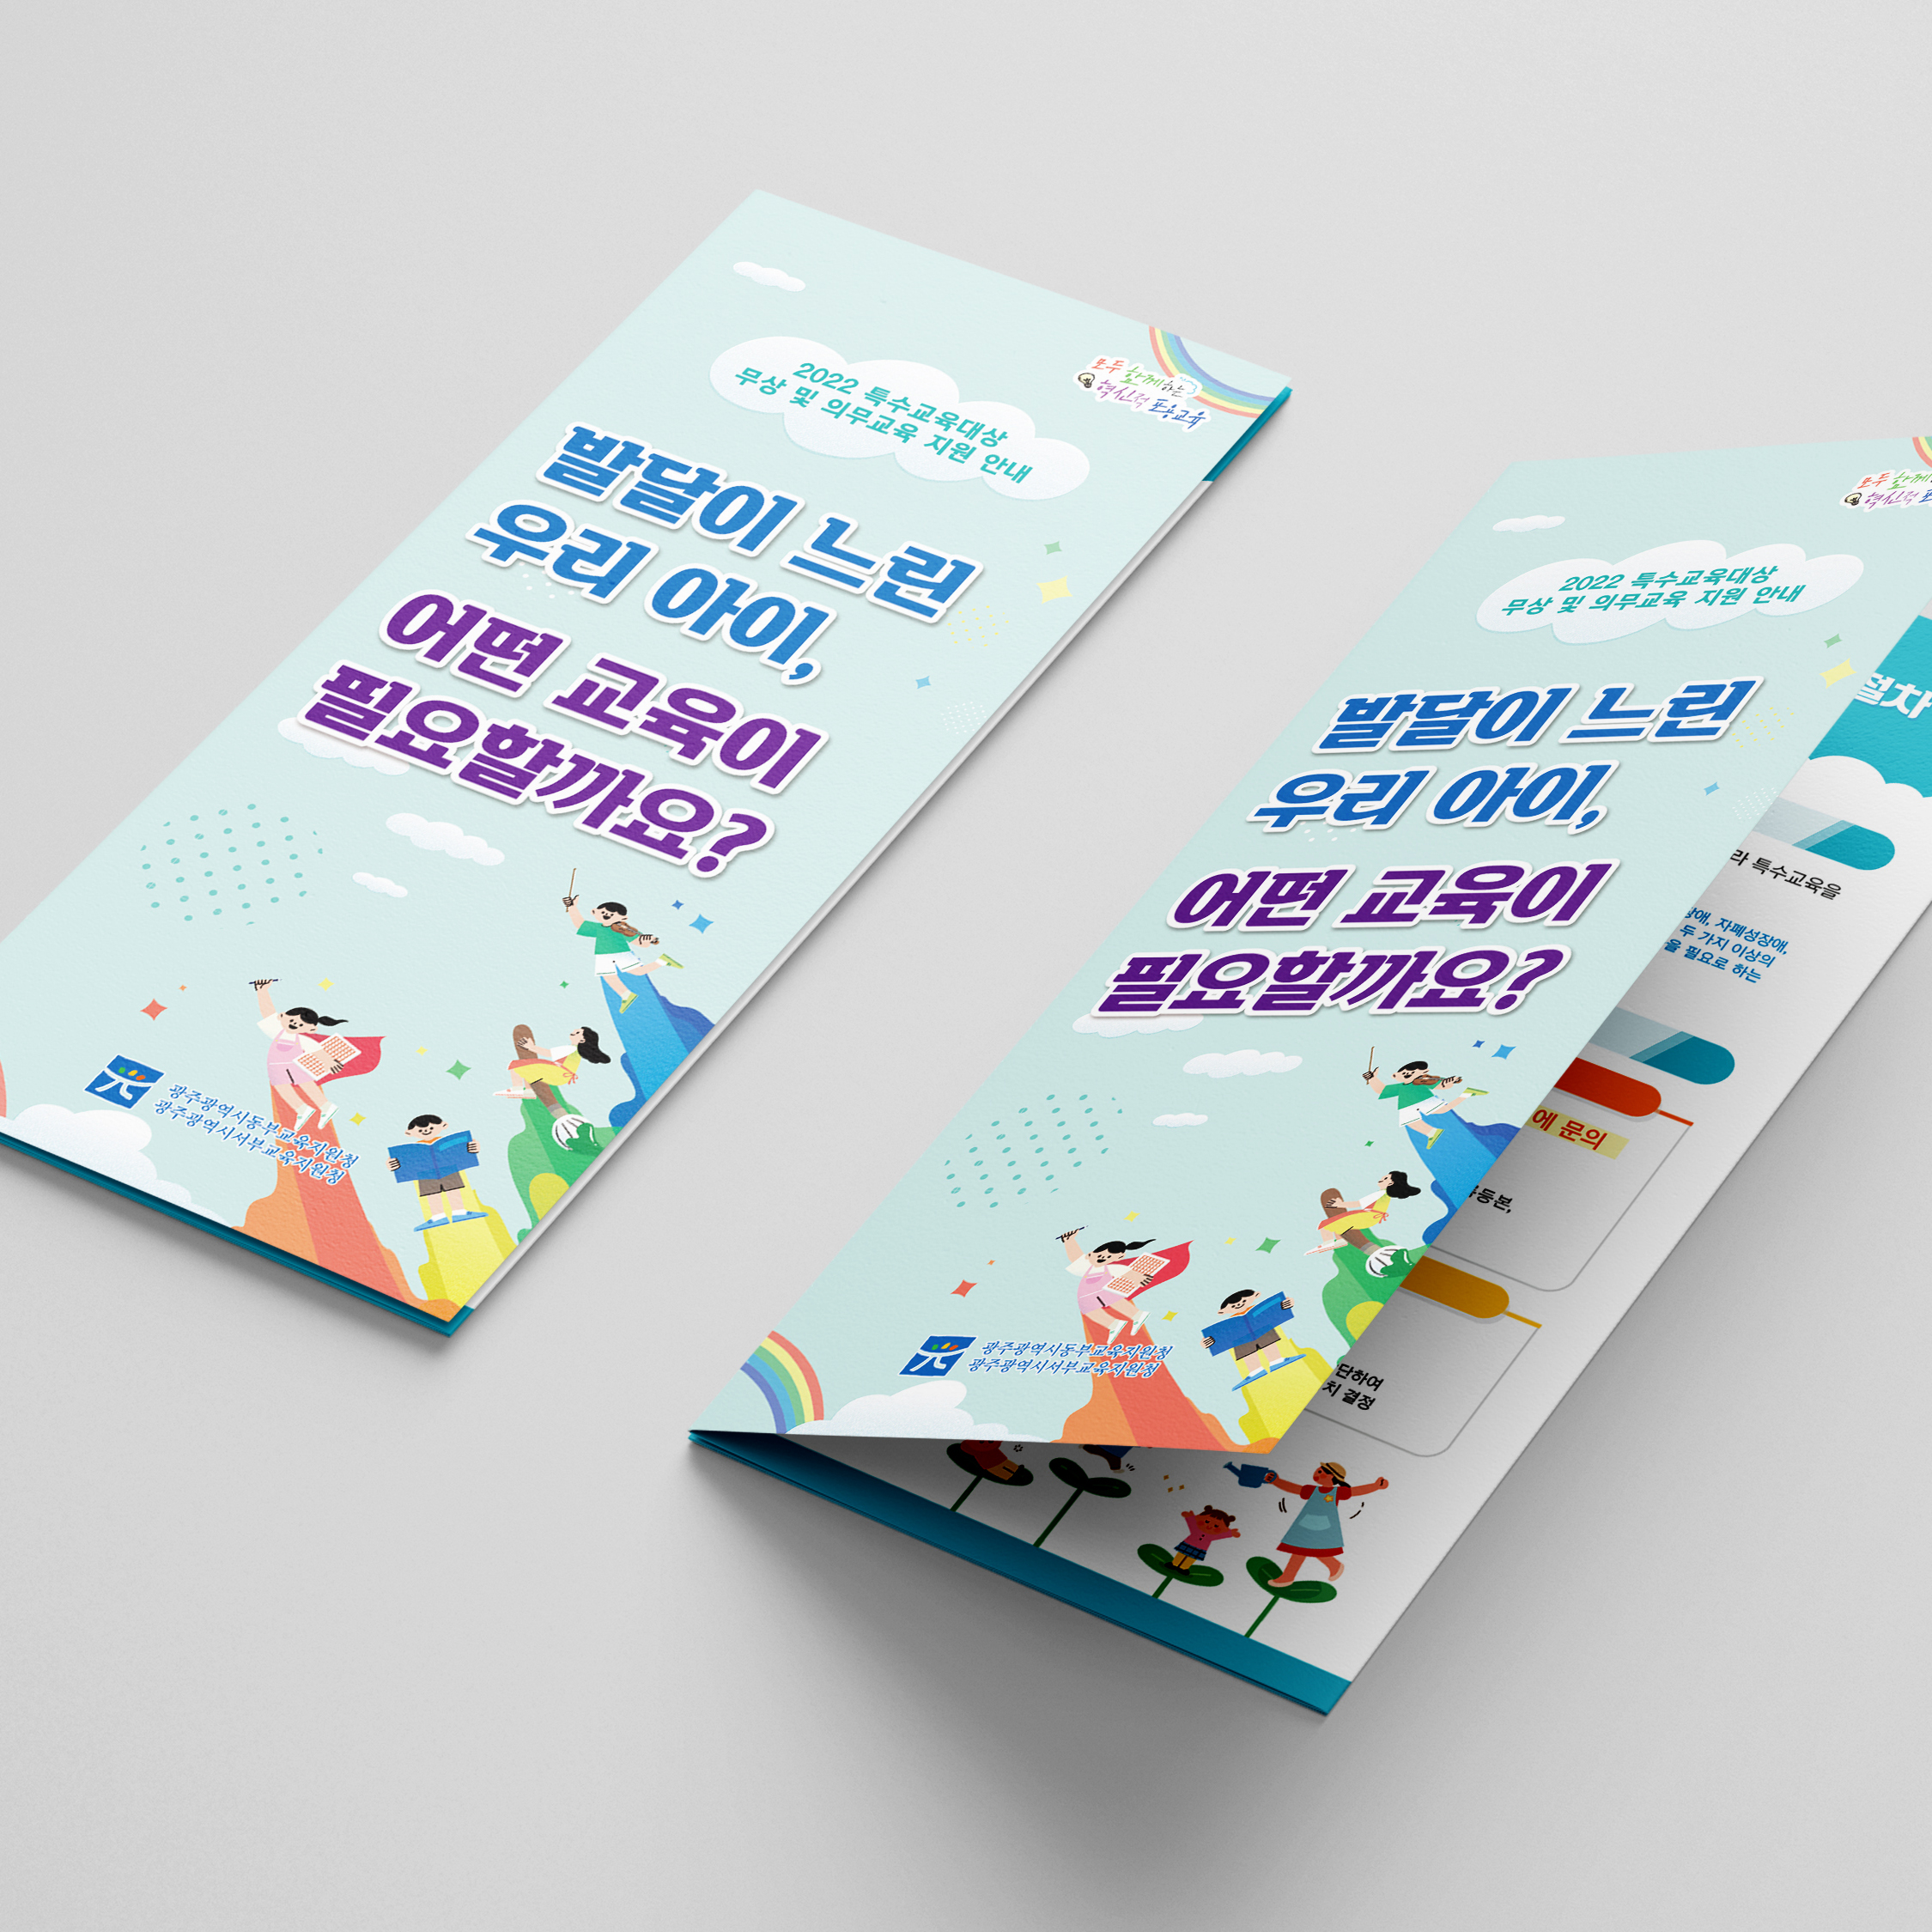 모두 함께하는
혁신적 포용교육
2022 특수교육대상
무상 및 의무교육 지원 안내
발달이 느린
우리 아이,
어떤 교육이
필요할까요?
광주광역시동부교육지원청
광주광역시서부교육지원청
모두 함께
혁신적
2022 특수교육대상
무상 및 의무교육 지원 안내
발달이 느린
우리 아이,
어떤 교육이
필요할까요?
광주광역시동부교육지원청
광주광역시서부교육지원청
절차
라 특수교육을
장애, 자폐성장애,
두 가지 이상의
을 필요로 하는
에 문의
등본,
단하여
치 결정